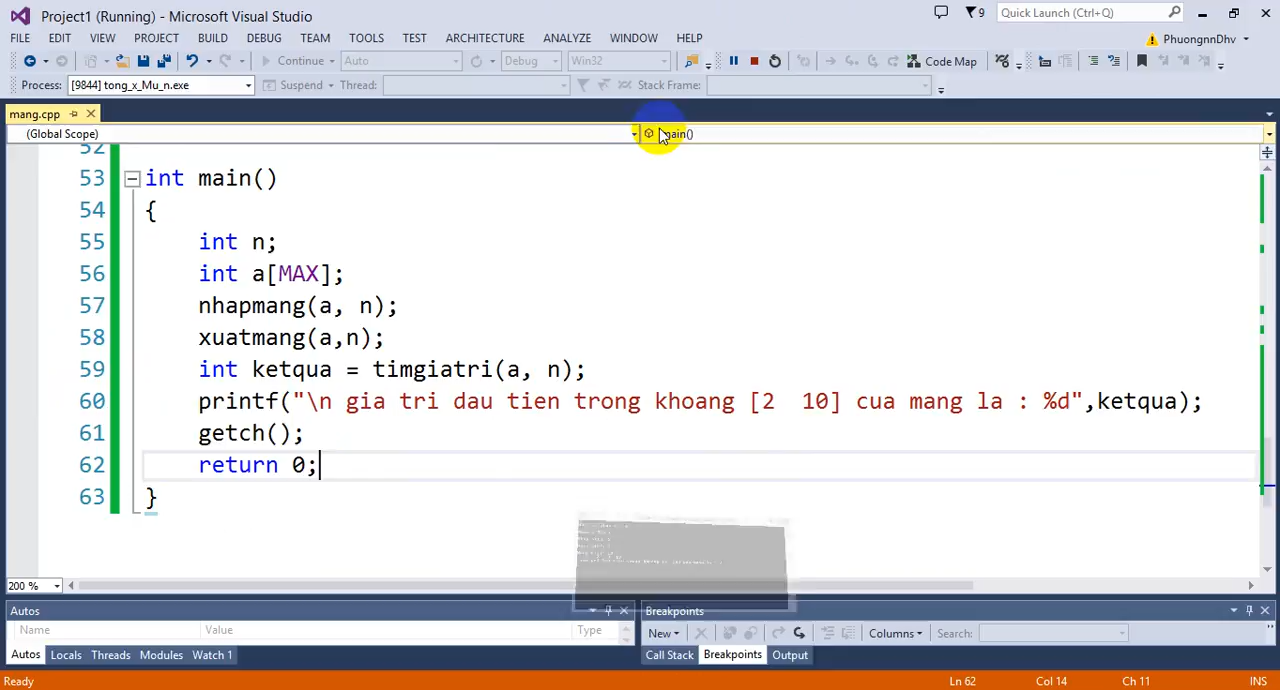 Project1 (Running) - Microsoft Visual Studio
9
Quick Launch (Ctrl+Q)
FILE EDIT VIEW PROJECT BUILD DEBUG TEAM TOOLS TEST ARCHITECTURE ANALYZE WINDOW HELP
PhuongnnDhv
Continue Auto Debug Win32 Code Map
Process: [9844] tong_x_Mu_n.exe Suspend Thread: Stack Frame:
mang.cpp
(Global Scope) main()
52
53 int main()
54 {
55 int n;
56 int a[MAX];
57 nhapmang(a, n);
58 xuatmang(a,n);
59 int ketqua = timgiatri(a, n);
60 printf("\n gia tri dau tien trong khoang [2 10] cua mang la : %d",ketqua);
61 getch();
62 return 0;
63 }
200 %
Autos Breakpoints
Name Value Type New Columns Search:
Autos Locals Threads Modules Watch 1 Call Stack Breakpoints Output
Ready Ln 62 Col 14 Ch 11 INS